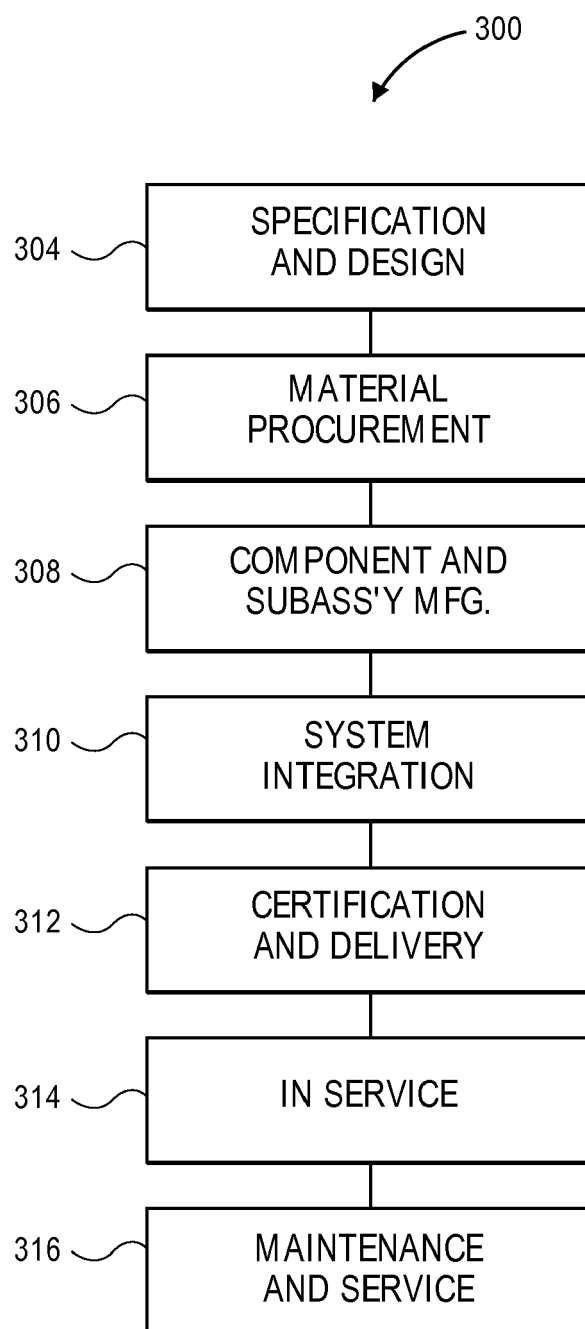 300
304
SPECIFICATION
AND DESIGN
306
MATERIAL
PROCUREMENT
308
COMPONENT AND
SUBASS'Y MFG.
310
SYSTEM
INTEGRATION
312
CERTIFICATION
AND DELIVERY
314
IN SERVICE
316
MAINTENANCE
AND SERVICE